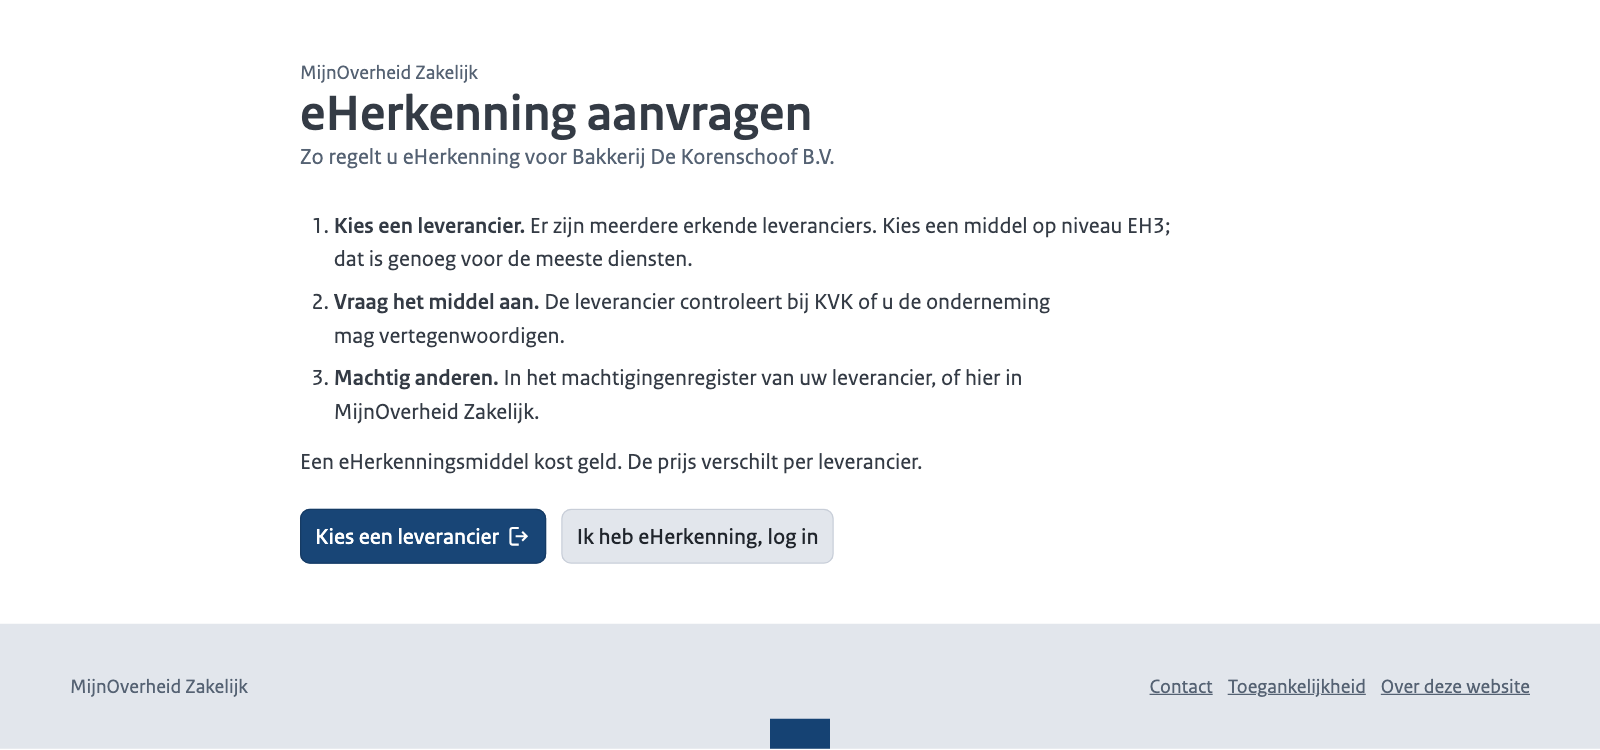 MijnOverheid Zakelijk
eHerkenning aanvragen
Zo regelt u eHerkenning voor Bakkerij De Korenschoof B.V.
1. Kies een leverancier. Er zijn meerdere erkende leveranciers. Kies een middel op niveau EH3;
dat is genoeg voor de meeste diensten.
2. Vraag het middel aan. De leverancier controleert bij KVK of u de onderneming
mag vertegenwoordigen.
3. Machtig anderen. In het machtigingenregister van uw leverancier, of hier in
MijnOverheid Zakelijk.
Een eHerkenningsmiddel kost geld. De prijs verschilt per leverancier.
Kies een leverancier
Ik heb eHerkenning, log in
MijnOverheid Zakelijk
Contact Toegankelijkheid Over deze website